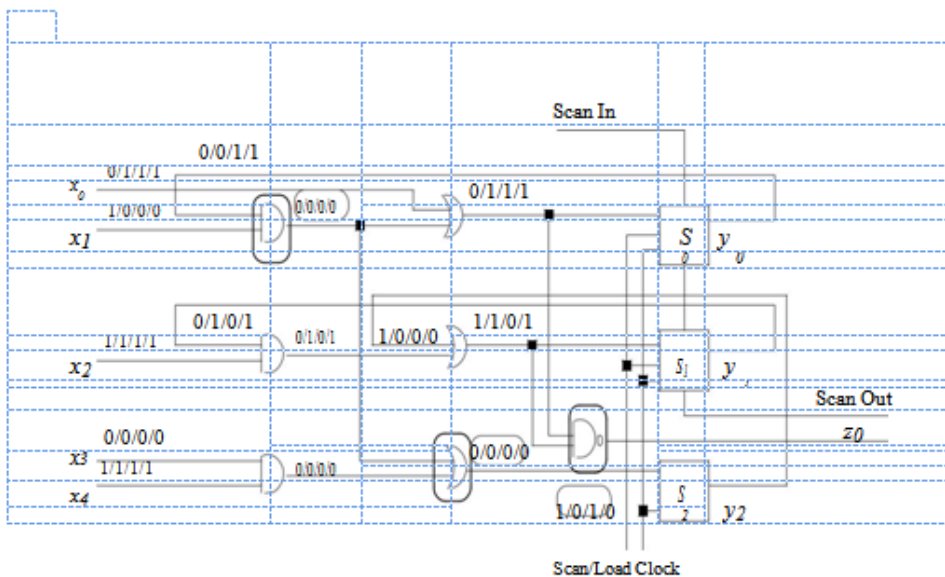 Scan In
0/0/1/1
x0 0/1/1/1
0/0/0/0
0/1/1/1
1/0/0/0
x1
S0 y0
0/1/0/1
0/1/0/1
1/0/0/0
1/1/0/1
1/1/1/1
x2
S1 y
Scan Out
0/0/0/0
z0
x3
0/0/0/0
1/1/1/1
0/0/0/0
x4
S2 y2
1/0/1/0
Scan/Load Clock